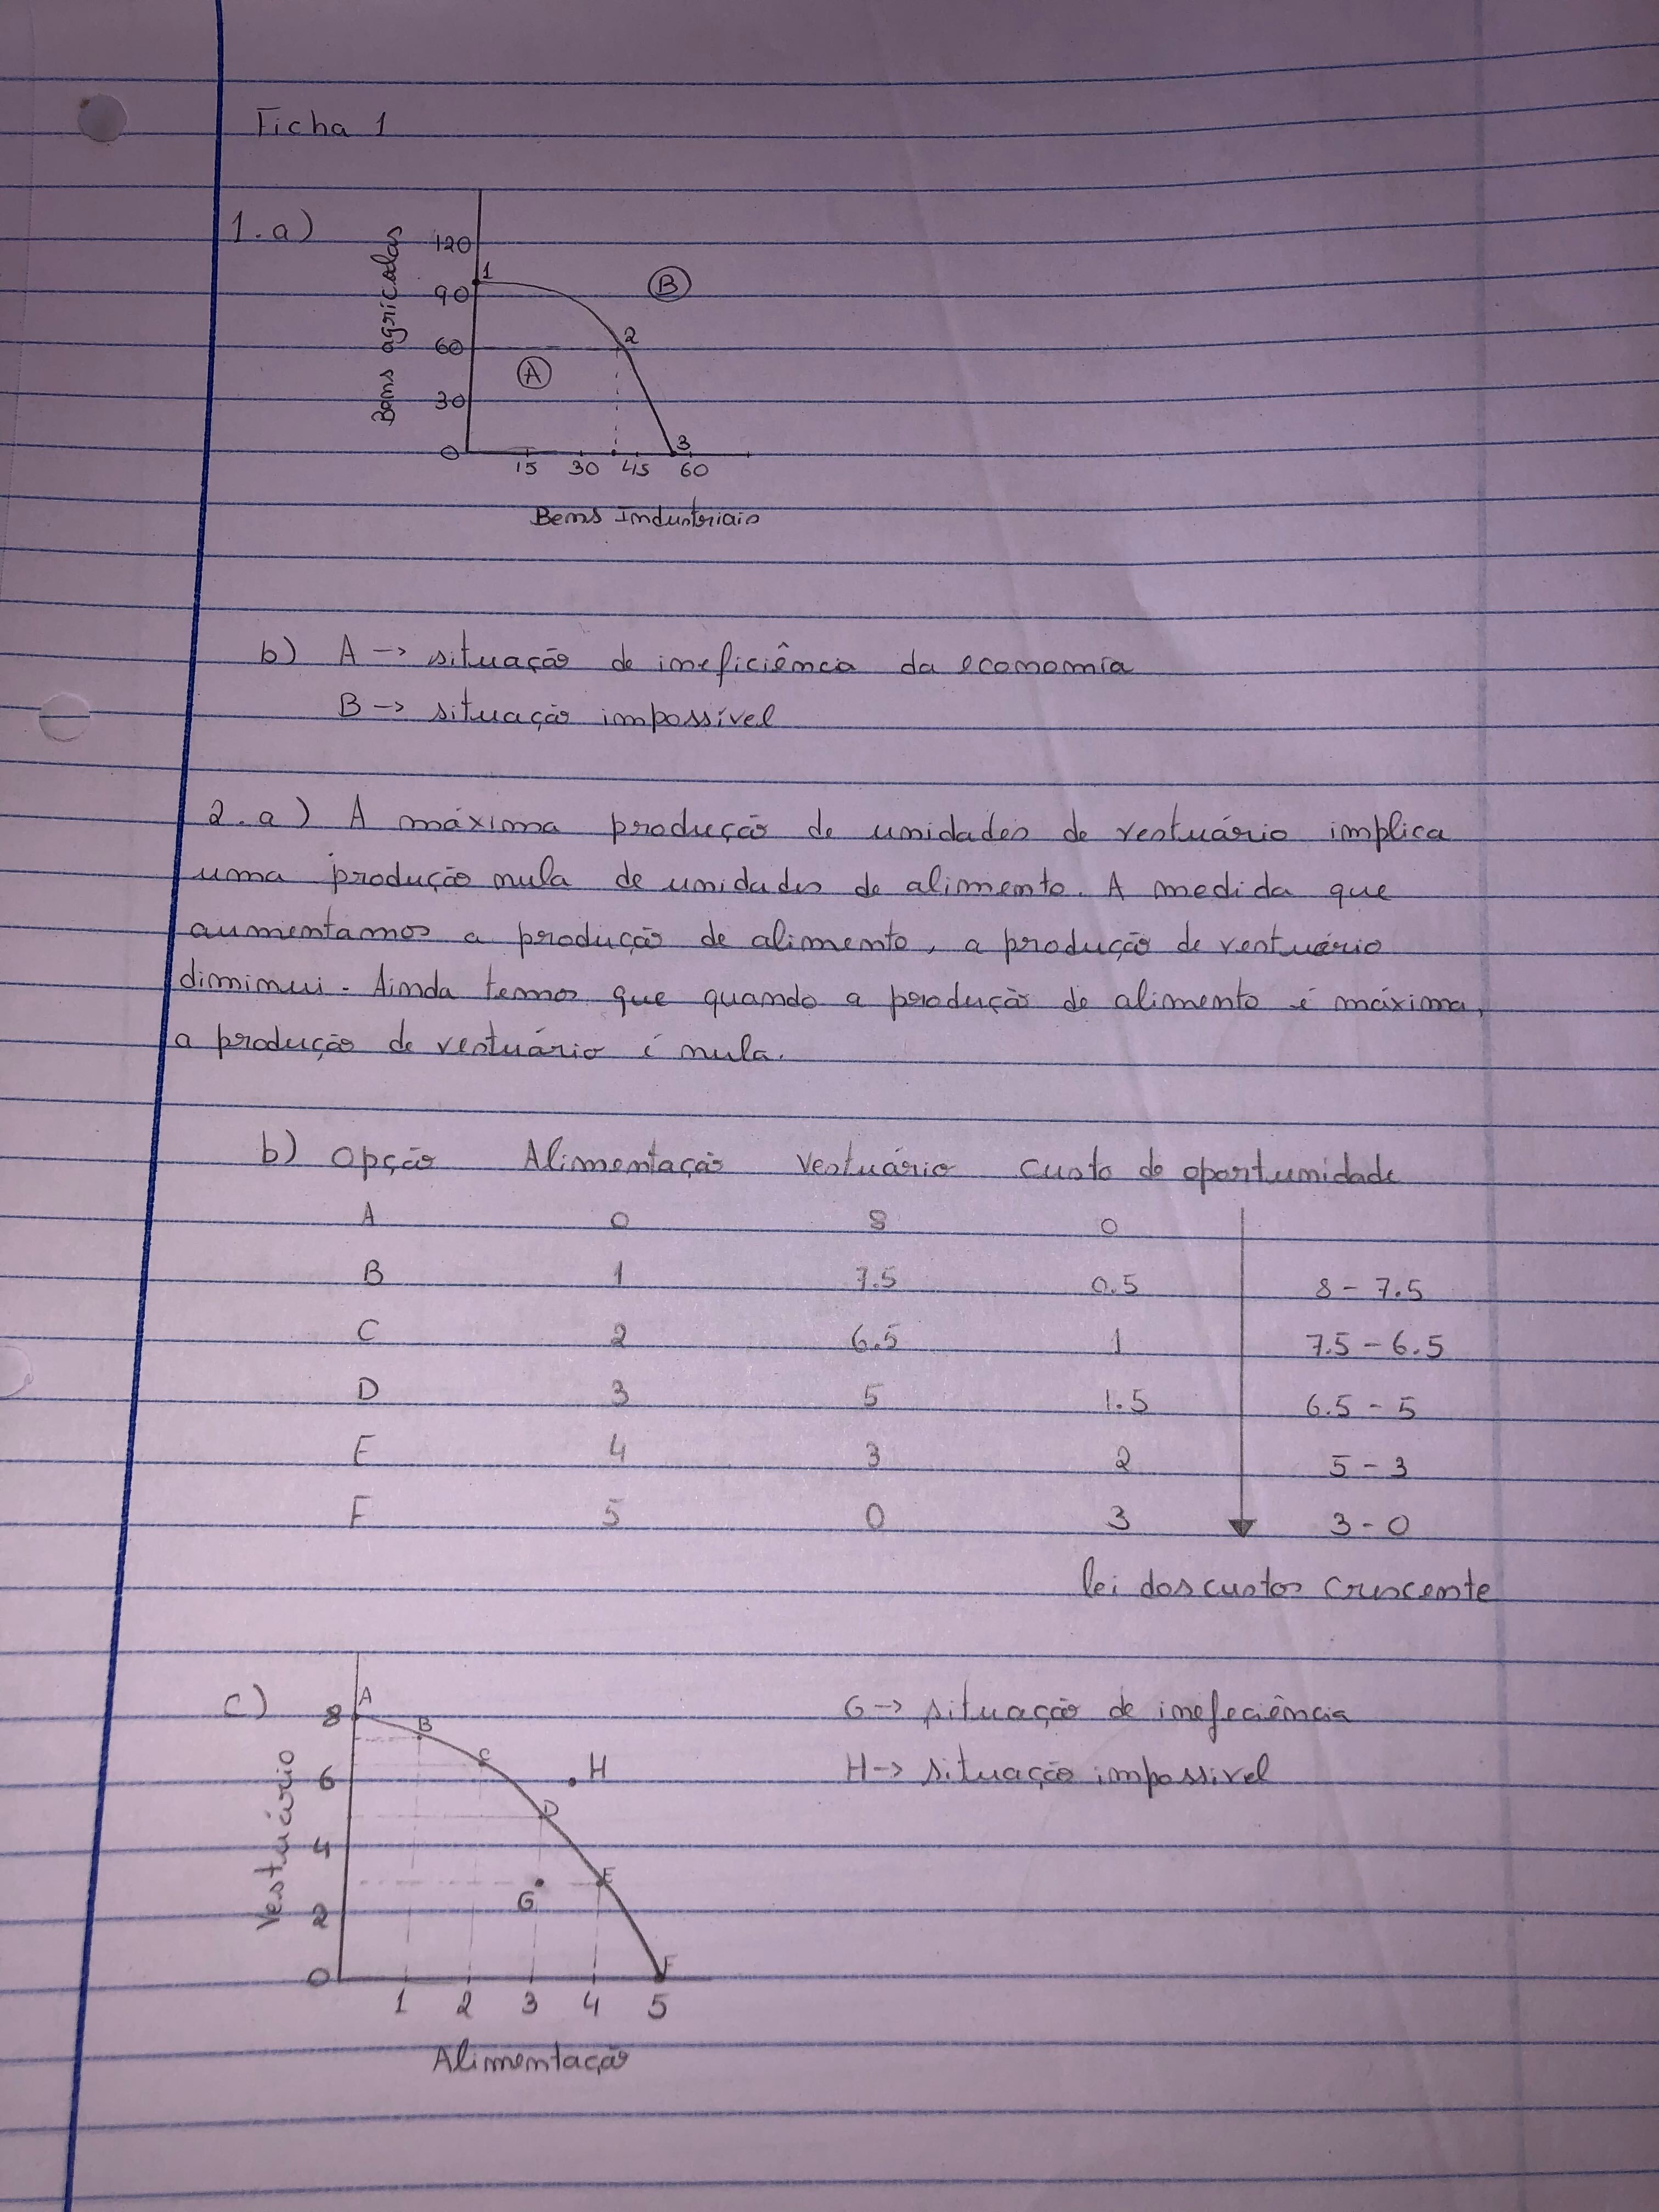 Ficha 1
1.a)
Bens agrícolas
120
90
60
30
0
1
2
3
A
B
15 30 45 60
Bens Industriais
b) A -> situação de ineficiência da economia
B -> situação impossível
2.a) A máxima produção de unidades de vestuário implica
uma produção nula de unidades de alimento. A medida que
aumentamos a produção de alimento, a produção de vestuário
diminui. Ainda temos que quando a produção de alimento é máxima,
a produção de vestuário é nula.
b) Opção Alimentação Vestuário Custo de oportunidade
A 0 8 0
B 1 7.5 0.5 8 - 7.5
C 2 6.5 1 7.5 - 6.5
D 3 5 1.5 6.5 - 5
E 4 3 2 5 - 3
F 5 0 3 3 - 0
lei dos custos crescente
c)
Vestuário
8
6
4
2
0
A
B
C
D
E
F
G
H
1 2 3 4 5
Alimentação
G -> situação de inefeciência
H -> situação impossivel